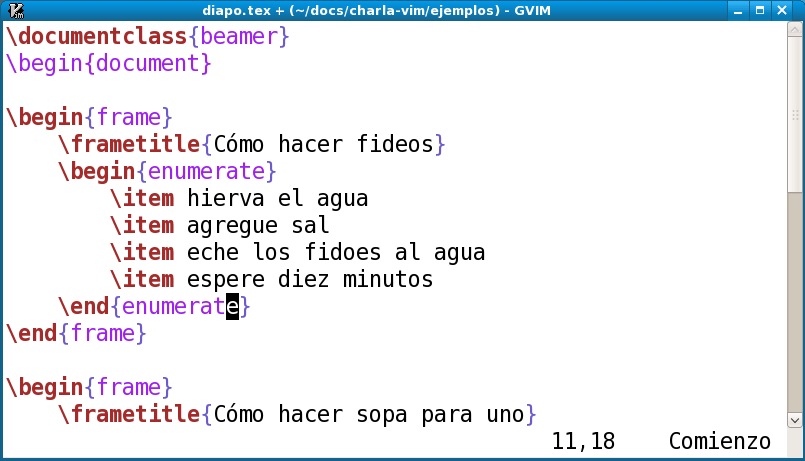 diapo.tex + (~/docs/charla-vim/ejemplos) - GVIM
\documentclass{beamer}
\begin{document}
\begin{frame}
\frametitle{Cómo hacer fideos}
\begin{enumerate}
\item hierva el agua
\item agregue sal
\item eche los fidoes al agua
\item espere diez minutos
\end{enumerate}
\end{frame}
\begin{frame}
\frametitle{Cómo hacer sopa para uno}
11,18 Comienzo